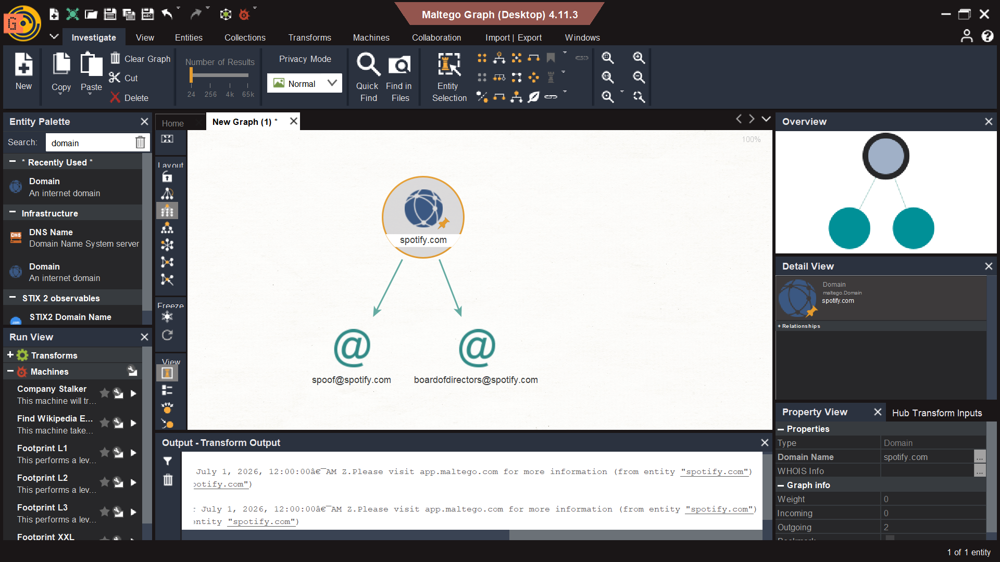 Maltego Graph (Desktop) 4.11.3
Investigate
View
Entities
Collections
Transforms
Machines
Collaboration
Import | Export
Windows
New
Copy
Paste
Clear Graph
Cut
Delete
Number of Results
24 256 4k 65k
Privacy Mode
Normal
Quick Find
Find in Files
Entity Selection
Entity Palette
Search: domain
* Recently Used *
Domain
An internet domain
Infrastructure
DNS
DNS Name
Domain Name System server
Domain
An internet domain
STIX 2 observables
STIX2 Domain Name
Run View
Transforms
Machines
Company Stalker
This machine will tr...
Find Wikipedia E...
This machine take...
Footprint L1
This performs a lev...
Footprint L2
This performs a lev...
Footprint L3
This performs a lev...
Footprint XXL
Home
New Graph (1) *
Layout
Freeze
View
100%
spotify.com
spoof@spotify.com
boardofdirectors@spotify.com
Output - Transform Output
July 1, 2026, 12:00:00â€¯AM Z.Please visit app.maltego.com for more information (from entity "spotify.com")
potify.com")
r July 1, 2026, 12:00:00â€¯AM Z.Please visit app.maltego.com for more information (from entity "spotify.com")
entity "spotify.com")
Overview
Detail View
Domain
maltego.Domain
spotify.com
+ Relationships
Property View
Hub Transform Inputs
Properties
Type Domain
Domain Name spotify.com ...
WHOIS Info ...
Graph info
Weight 0
Incoming 0
Outgoing 2
Bookmark
1 of 1 entity